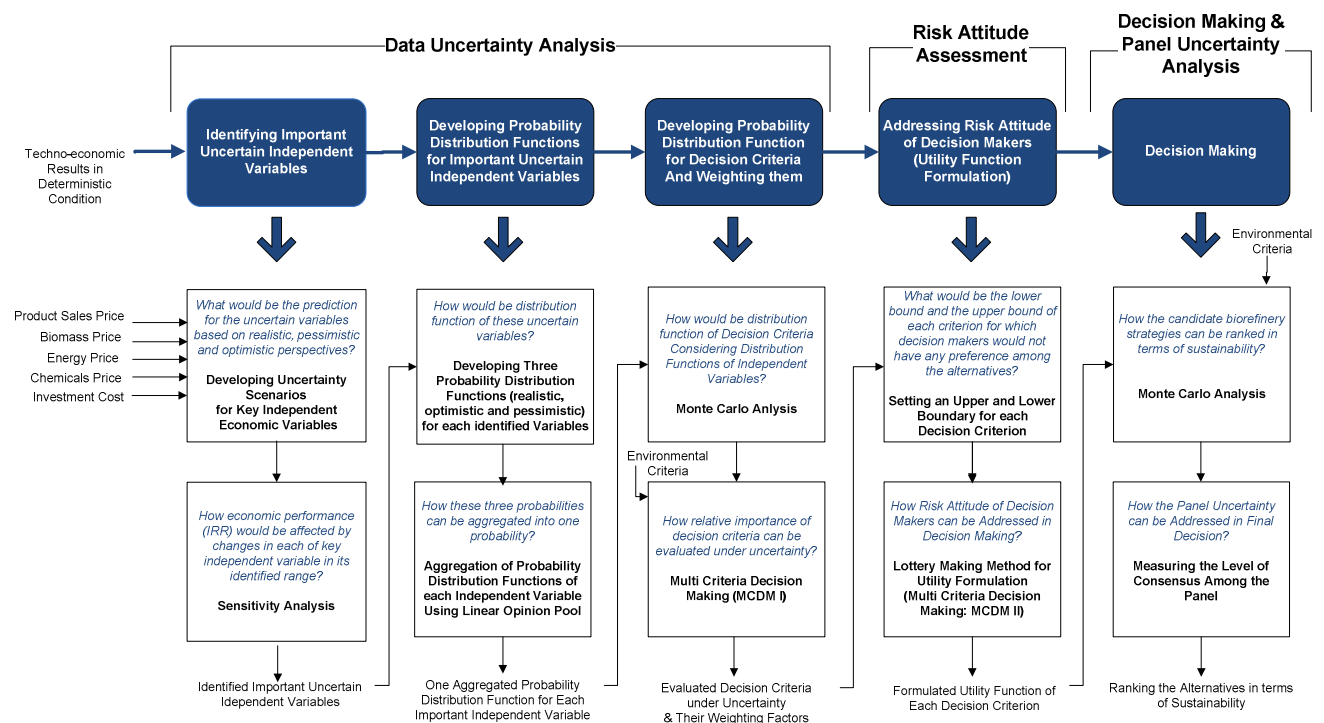 Data Uncertainty Analysis
Risk Attitude
Assessment
Decision Making &
Panel Uncertainty
Analysis
Techno-economic
Results in
Deterministic
Condition
Identifying Important
Uncertain Independent
Variables
Developing Probability
Distribution Functions
for Important Uncertain
Independent Variables
Developing Probability
Distribution Function
for Decision Criteria
And Weighting them
Addressing Risk Attitude
of Decision Makers
(Utility Function
Formulation)
Decision Making
Environmental
Criteria
Product Sales Price
Biomass Price
Energy Price
Chemicals Price
Investment Cost
What would be the prediction
for the uncertain variables
based on realistic, pessimistic
and optimistic perspectives?
Developing Uncertainty
Scenarios
for Key Independent
Economic Variables
How would be distribution
function of these uncertain
variables?
Developing Three
Probability Distribution
Functions (realistic,
optimistic and pessimistic)
for each identified Variables
How would be distribution
function of Decision Criteria
Considering Distribution
Functions of Independent
Variables?
Monte Carlo Anlysis
What would be the lower
bound and the upper bound of
each criterion for which
decision makers would not
have any preference among
the alternatives?
Setting an Upper and Lower
Boundary for each
Decision Criterion
How the candidate biorefinery
strategies can be ranked in
terms of sustainability?
Monte Carlo Analysis
Environmental
Criteria
How economic performance
(IRR) would be affected by
changes in each of key
independent variable in its
identified range?
Sensitivity Analysis
How these three probabilities
can be aggregated into one
probability?
Aggregation of Probability
Distribution Functions of
each Independent Variable
Using Linear Opinion Pool
How relative importance of
decision criteria can be
evaluated under uncertainty?
Multi Criteria Decision
Making (MCDM I)
How Risk Attitude of Decision
Makers can be Addressed in
Decision Making?
Lottery Making Method for
Utility Formulation
(Multi Criteria Decision
Making: MCDM II)
How the Panel Uncertainty
can be Addressed in Final
Decision?
Measuring the Level of
Consensus Among the
Panel
Identified Important Uncertain
Idependent Variables
One Aggregated Probability
Distribution Function for Each
Important Independent Variable
Evaluated Decision Criteria
under Uncertainty
& Their Weighting Factors
Formulated Utility Function of
Each Decision Criterion
Ranking the Alternatives in terms
of Sustainability